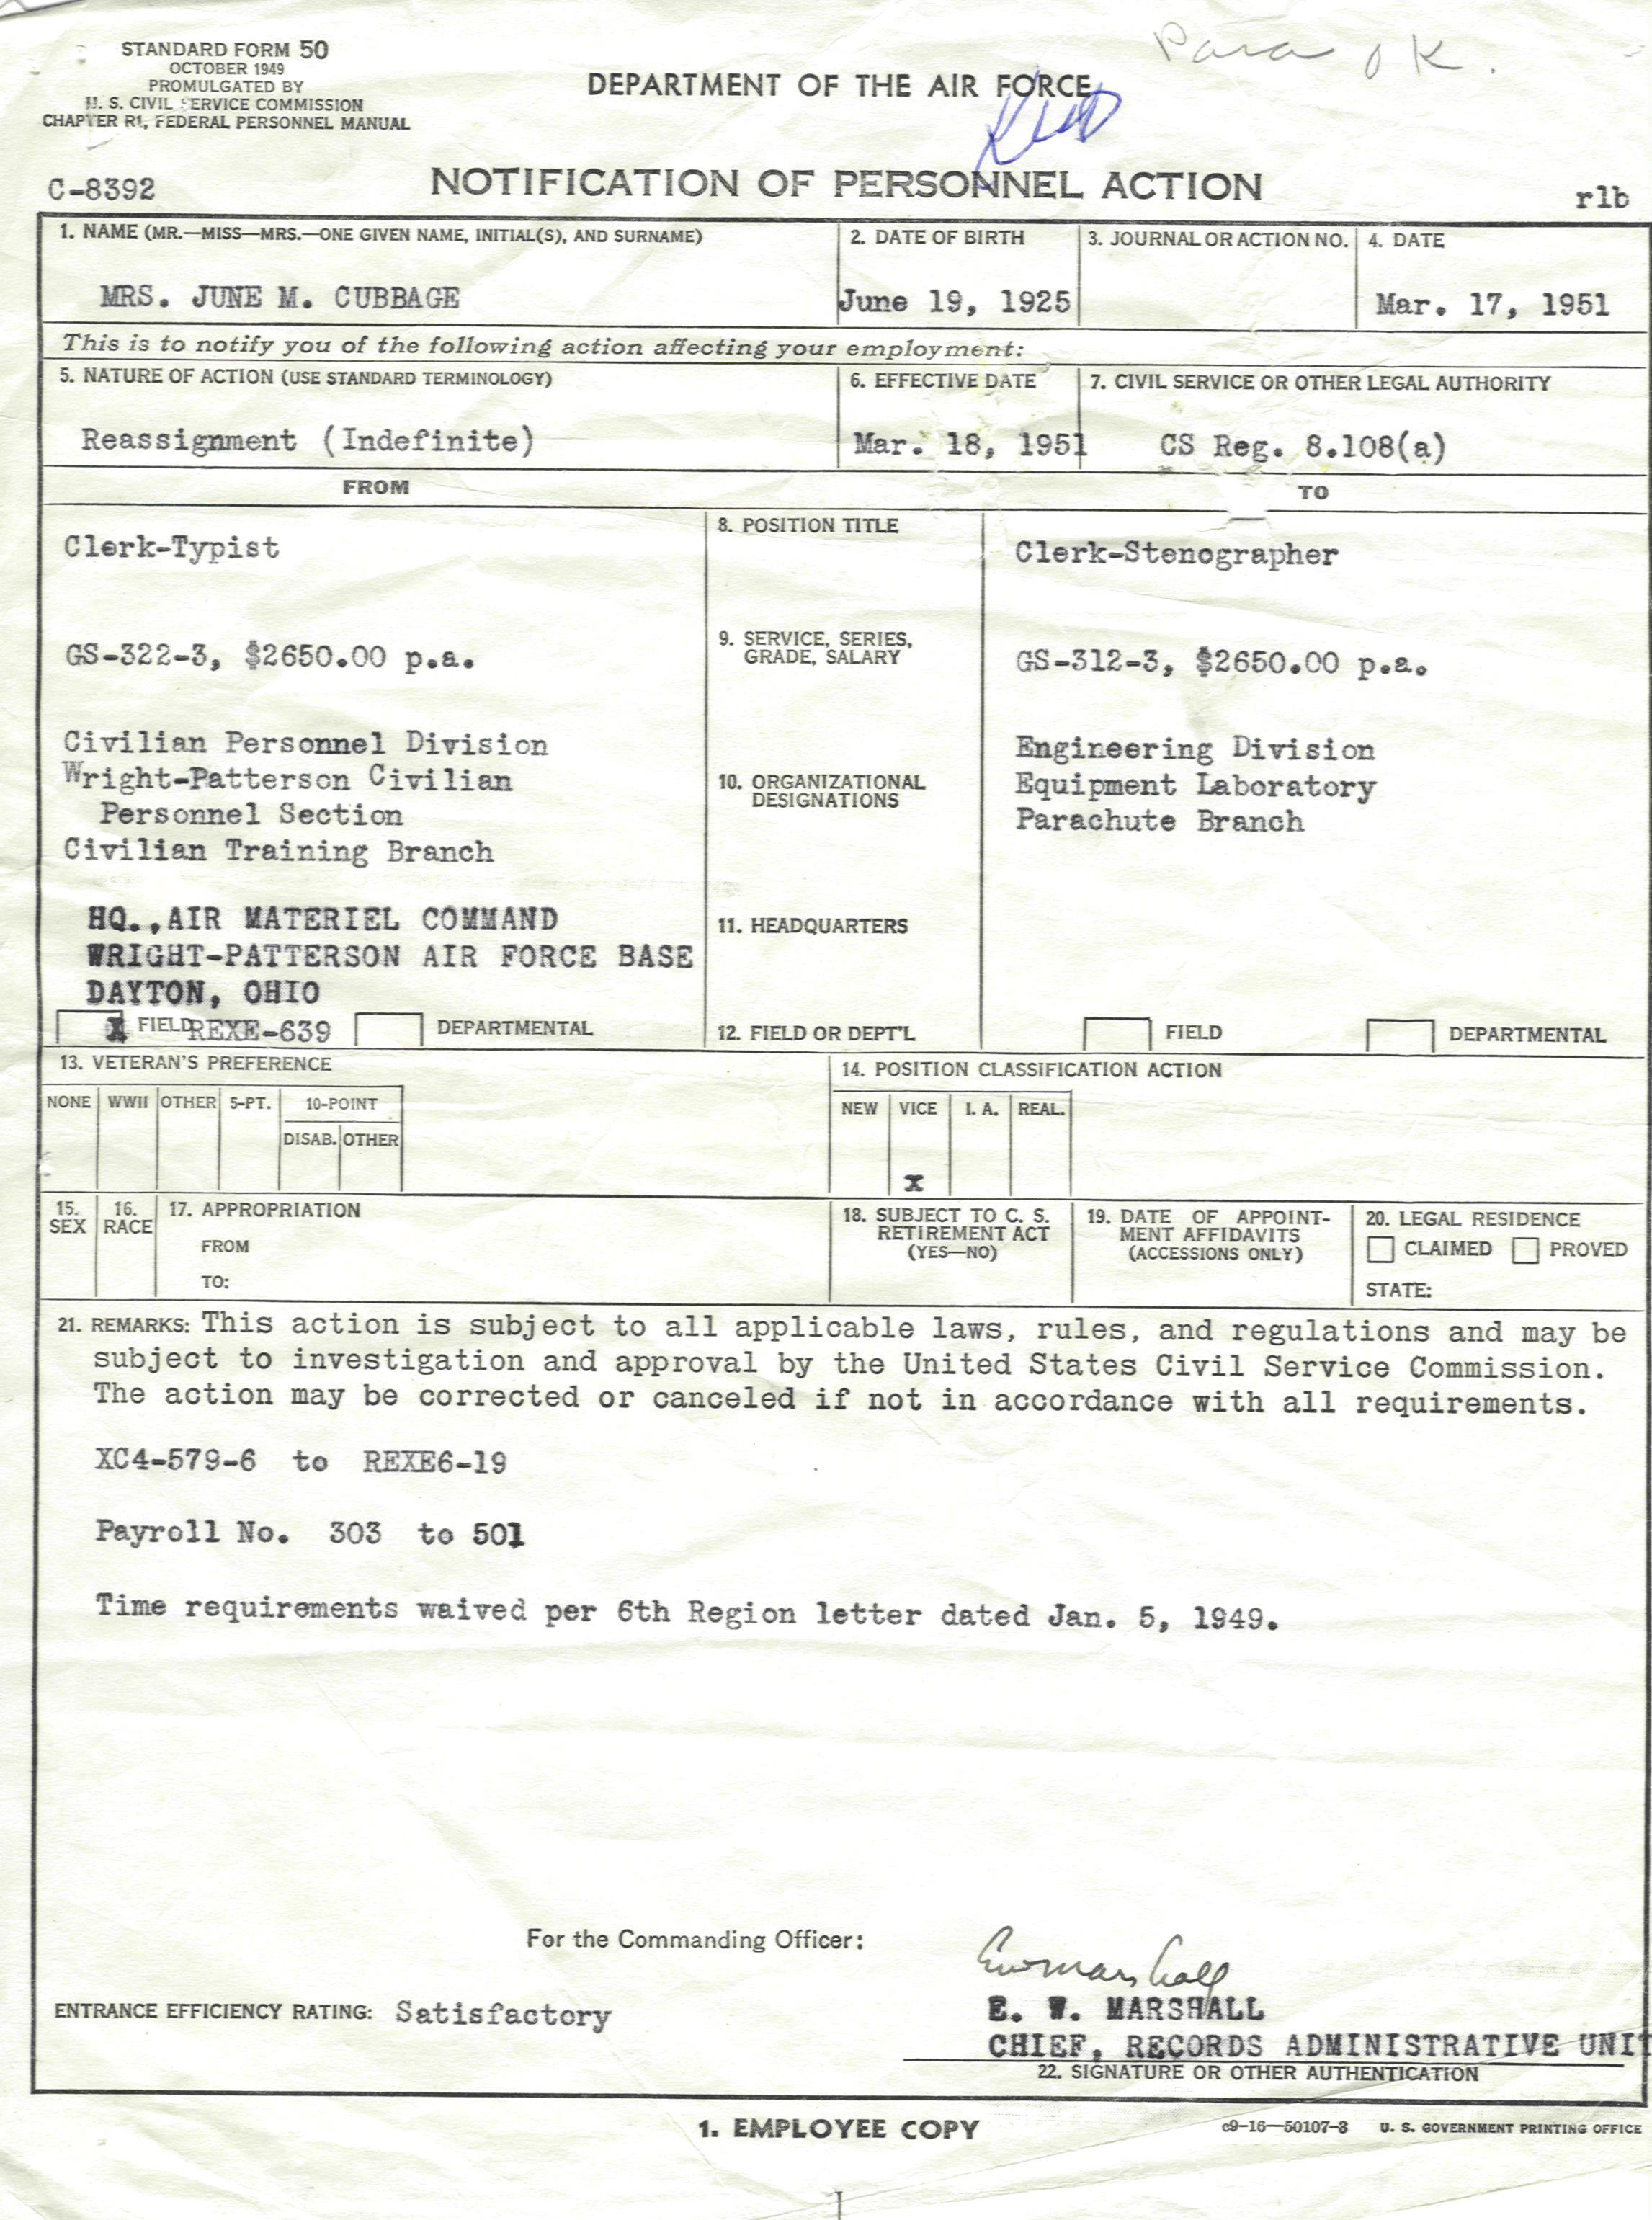 STANDARD FORM 50
OCTOBER 1949
PROMULGATED BY
U. S. CIVIL SERVICE COMMISSION
CHAPTER R1, FEDERAL PERSONNEL MANUAL
Para OK.
DEPARTMENT OF THE AIR FORCE
C-8392
NOTIFICATION OF PERSONNEL ACTION
rlb
1. NAME (MR.—MISS—MRS.—ONE GIVEN NAME, INITIAL(S), AND SURNAME)
2. DATE OF BIRTH
3. JOURNAL OR ACTION NO.
4. DATE
MRS. JUNE M. CUBBAGE
June 19, 1925
Mar. 17, 1951
This is to notify you of the following action affecting your employment:
5. NATURE OF ACTION (USE STANDARD TERMINOLOGY)
6. EFFECTIVE DATE
7. CIVIL SERVICE OR OTHER LEGAL AUTHORITY
Reassignment (Indefinite)
Mar. 18, 1951
CS Reg. 8.108(a)
FROM
TO
Clerk-Typist
8. POSITION TITLE
Clerk-Stenographer
GS-322-3, $2650.00 p.a.
9. SERVICE, SERIES,
GRADE, SALARY
GS-312-3, $2650.00 p.a.
Civilian Personnel Division
Wright-Patterson Civilian
Personnel Section
Civilian Training Branch
10. ORGANIZATIONAL
DESIGNATIONS
Engineering Division
Equipment Laboratory
Parachute Branch
HQ., AIR MATERIEL COMMAND
WRIGHT-PATTERSON AIR FORCE BASE
DAYTON, OHIO
11. HEADQUARTERS
X FIELD REXE-639
DEPARTMENTAL
12. FIELD OR DEPT'L
FIELD
DEPARTMENTAL
13. VETERAN'S PREFERENCE
14. POSITION CLASSIFICATION ACTION
NONE WWII OTHER 5-PT. 10-POINT
DISAB. OTHER
NEW VICE I. A. REAL.
X
15.
SEX
16.
RACE
17. APPROPRIATION
FROM
TO:
18. SUBJECT TO C. S.
RETIREMENT ACT
(YES—NO)
19. DATE OF APPOINT-
MENT AFFIDAVITS
(ACCESSIONS ONLY)
20. LEGAL RESIDENCE
CLAIMED PROVED
STATE:
21. REMARKS: This action is subject to all applicable laws, rules, and regulations and may be
subject to investigation and approval by the United States Civil Service Commission.
The action may be corrected or canceled if not in accordance with all requirements.
XC4-579-6 to REXE6-19
Payroll No. 303 to 501
Time requirements waived per 6th Region letter dated Jan. 5, 1949.
For the Commanding Officer:
EWMarshall
ENTRANCE EFFICIENCY RATING: Satisfactory
E. W. MARSHALL
CHIEF, RECORDS ADMINISTRATIVE UNIT
22. SIGNATURE OR OTHER AUTHENTICATION
1. EMPLOYEE COPY
c9-16—50107-3 U. S. GOVERNMENT PRINTING OFFICE